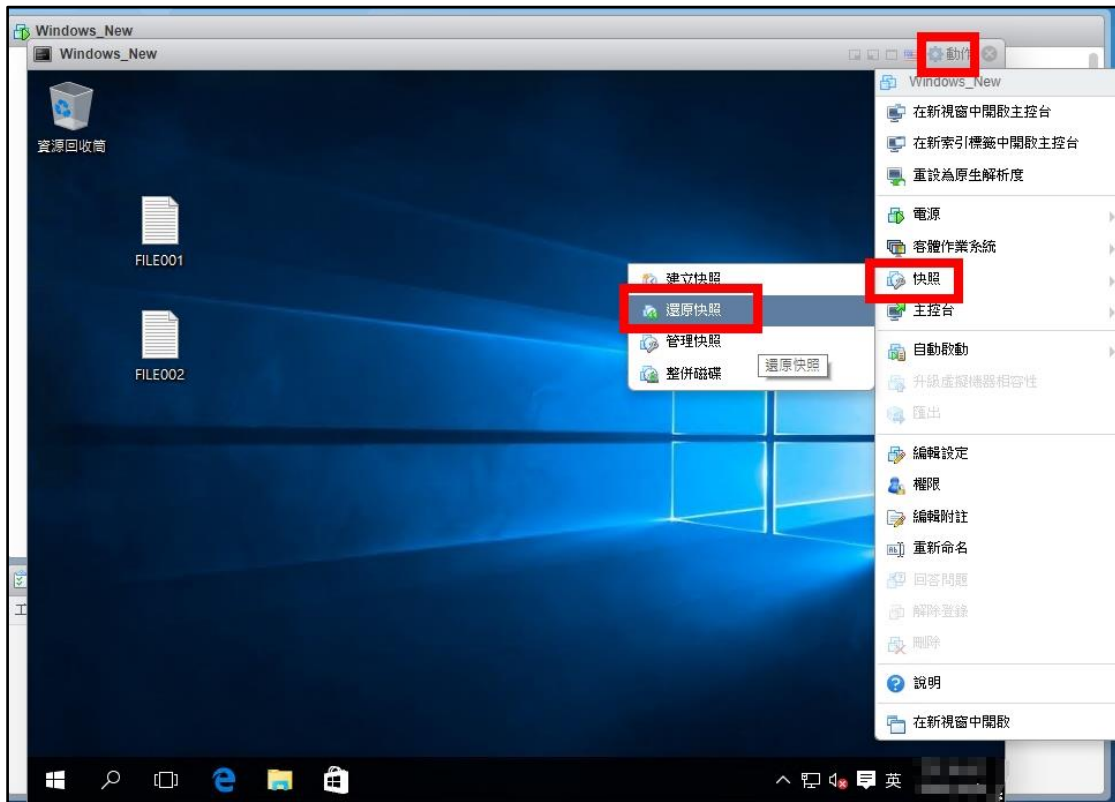 Windows_New
Windows_New
動作
資源回收筒
FILE001
FILE002
Windows_New
在新視窗中開啟主控台
在新索引標籤中開啟主控台
重設為原生解析度
電源
客體作業系統
快照
主控台
自動啟動
升級虛擬機器相容性
匯出
編輯設定
權限
編輯附註
重新命名
回答問題
解除登錄
刪除
說明
在新視窗中開啟
建立快照
還原快照
管理快照
整併磁碟
還原快照
工
英